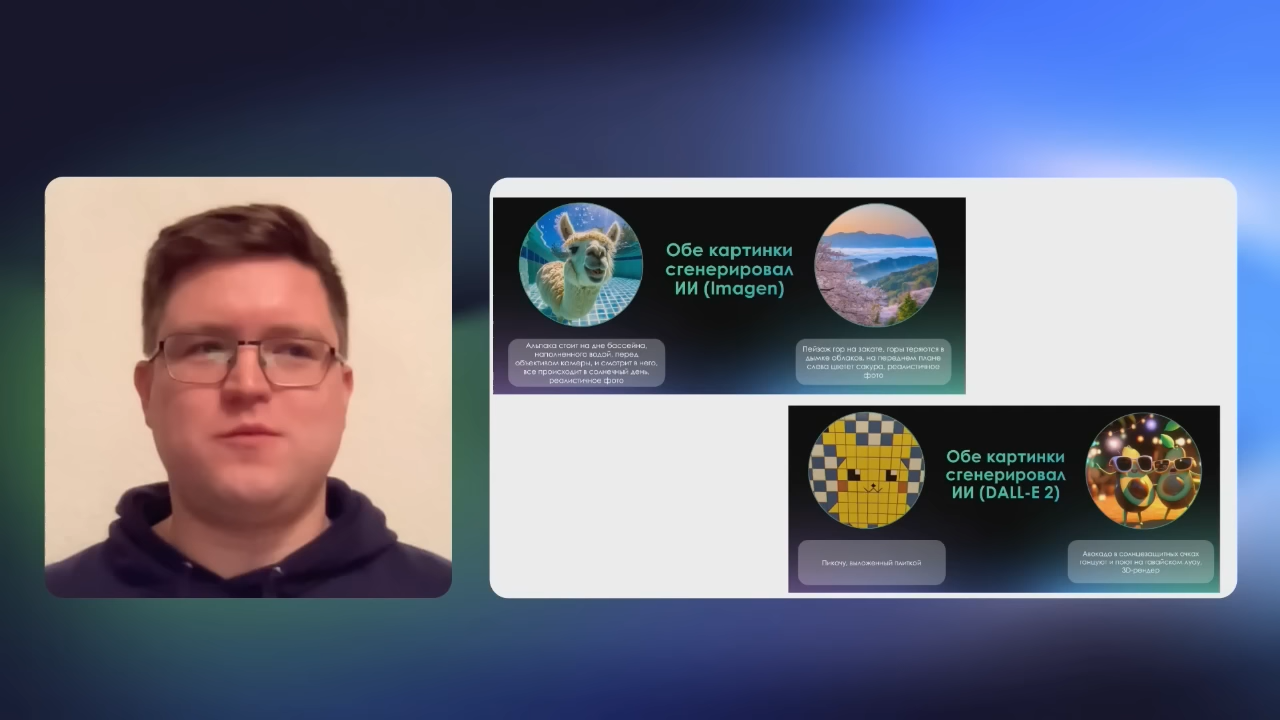 Обе картинки
сгенерировал
ИИ (Imagen)
Альпака стоит на дне бассейна,
наполненного водой, перед
объективом камеры, и смотрит в него,
все происходит в солнечный день,
реалистичное фото
Пейзаж гор на закате, горы теряются в
дымке облаков, на переднем плане
слева цветет сакура, реалистичное
фото
Обе картинки
сгенерировал
ИИ (DALL-E 2)
Пикачу, выложенный плиткой
Авокадо в солнцезащитных очках
танцуют и поют на гавайском луау,
3D-рендер